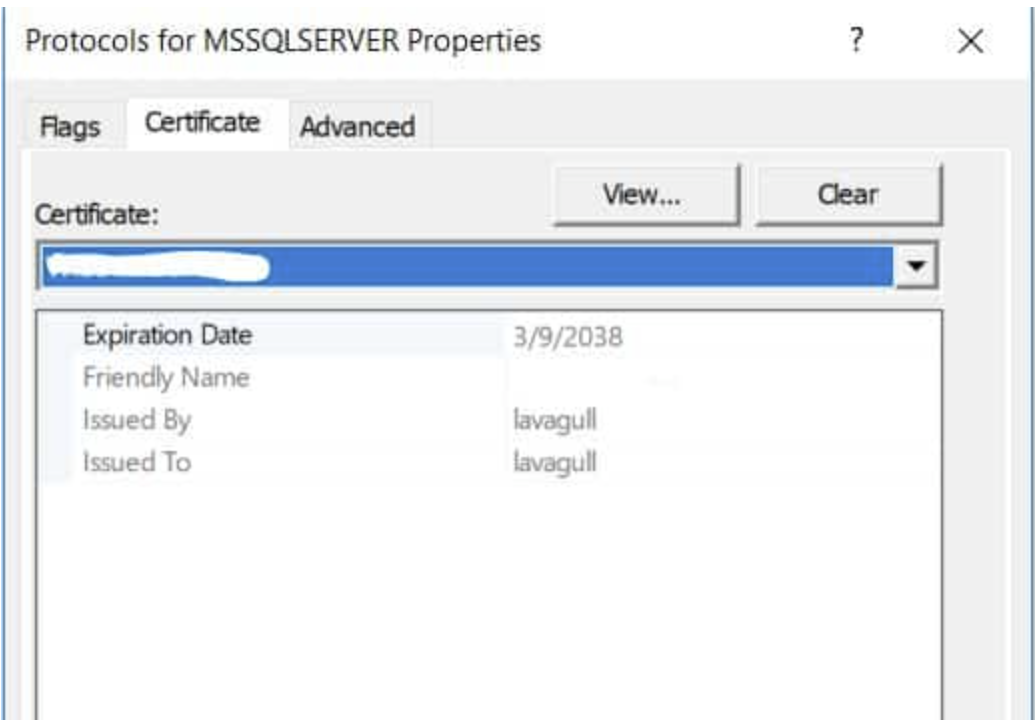 Protocols for MSSQLSERVER Properties ? X
Flags Certificate Advanced
View... Clear
Certificate:
Expiration Date 3/9/2038
Friendly Name
Issued By lavagull
Issued To lavagull